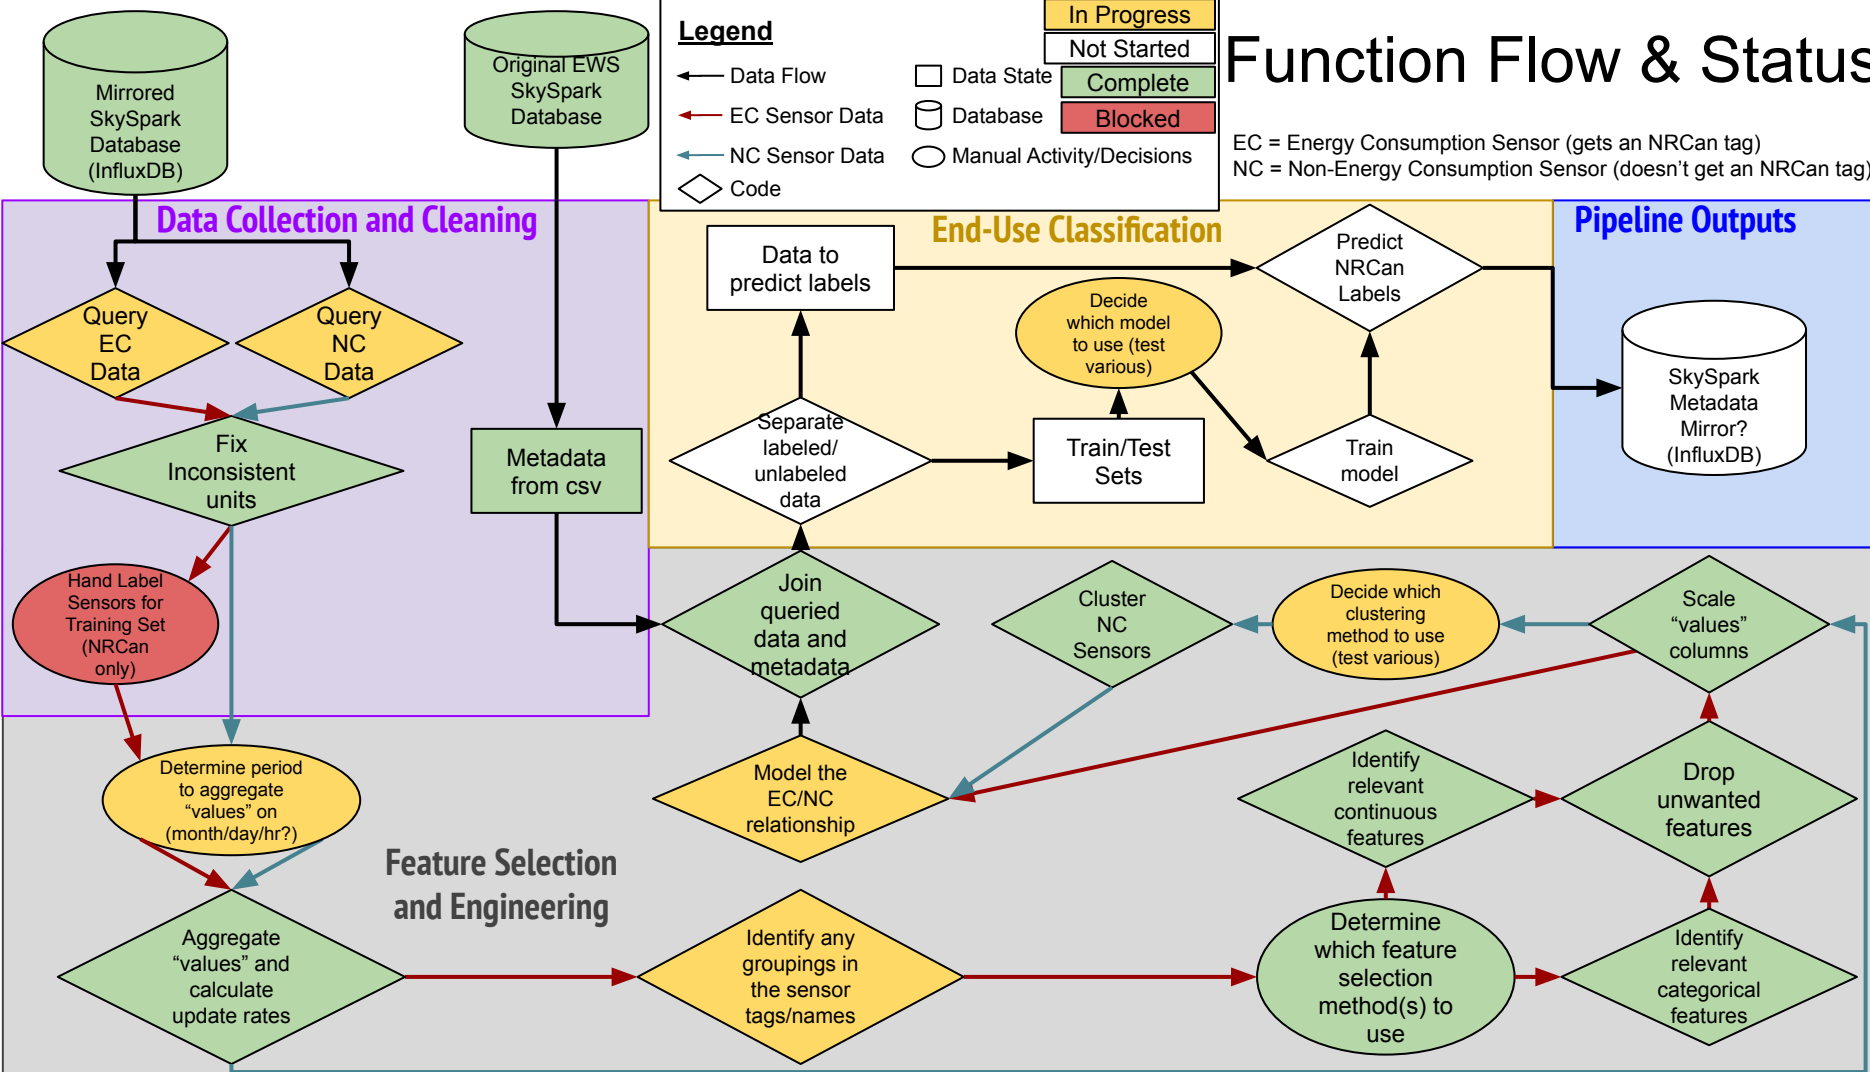 Function Flow & Status
Legend
Data Flow
EC Sensor Data
NC Sensor Data
Code
Data State
Database
Manual Activity/Decisions
In Progress
Not Started
Complete
Blocked
EC = Energy Consumption Sensor (gets an NRCan tag)
NC = Non-Energy Consumption Sensor (doesn't get an NRCan tag)
Mirrored
SkySpark
Database
(InfluxDB)
Original EWS
SkySpark
Database
Data Collection and Cleaning
Query
EC
Data
Query
NC
Data
Fix
Inconsistent
units
Metadata
from csv
Hand Label
Sensors for
Training Set
(NRCan
only)
End-Use Classification
Data to
predict labels
Predict
NRCan
Labels
Decide
which model
to use (test
various)
Separate
labeled/
unlabeled
data
Train/Test
Sets
Train
model
Pipeline Outputs
SkySpark
Metadata
Mirror?
(InfluxDB)
Join
queried
data and
metadata
Cluster
NC
Sensors
Decide which
clustering
method to use
(test various)
Scale
“values”
columns
Determine period
to aggregate
“values” on
(month/day/hr?)
Model the
EC/NC
relationship
Identify
relevant
continuous
features
Drop
unwanted
features
Feature Selection
and Engineering
Aggregate
“values” and
calculate
update rates
Identify any
groupings in
the sensor
tags/names
Determine
which feature
selection
method(s) to
use
Identify
relevant
categorical
features